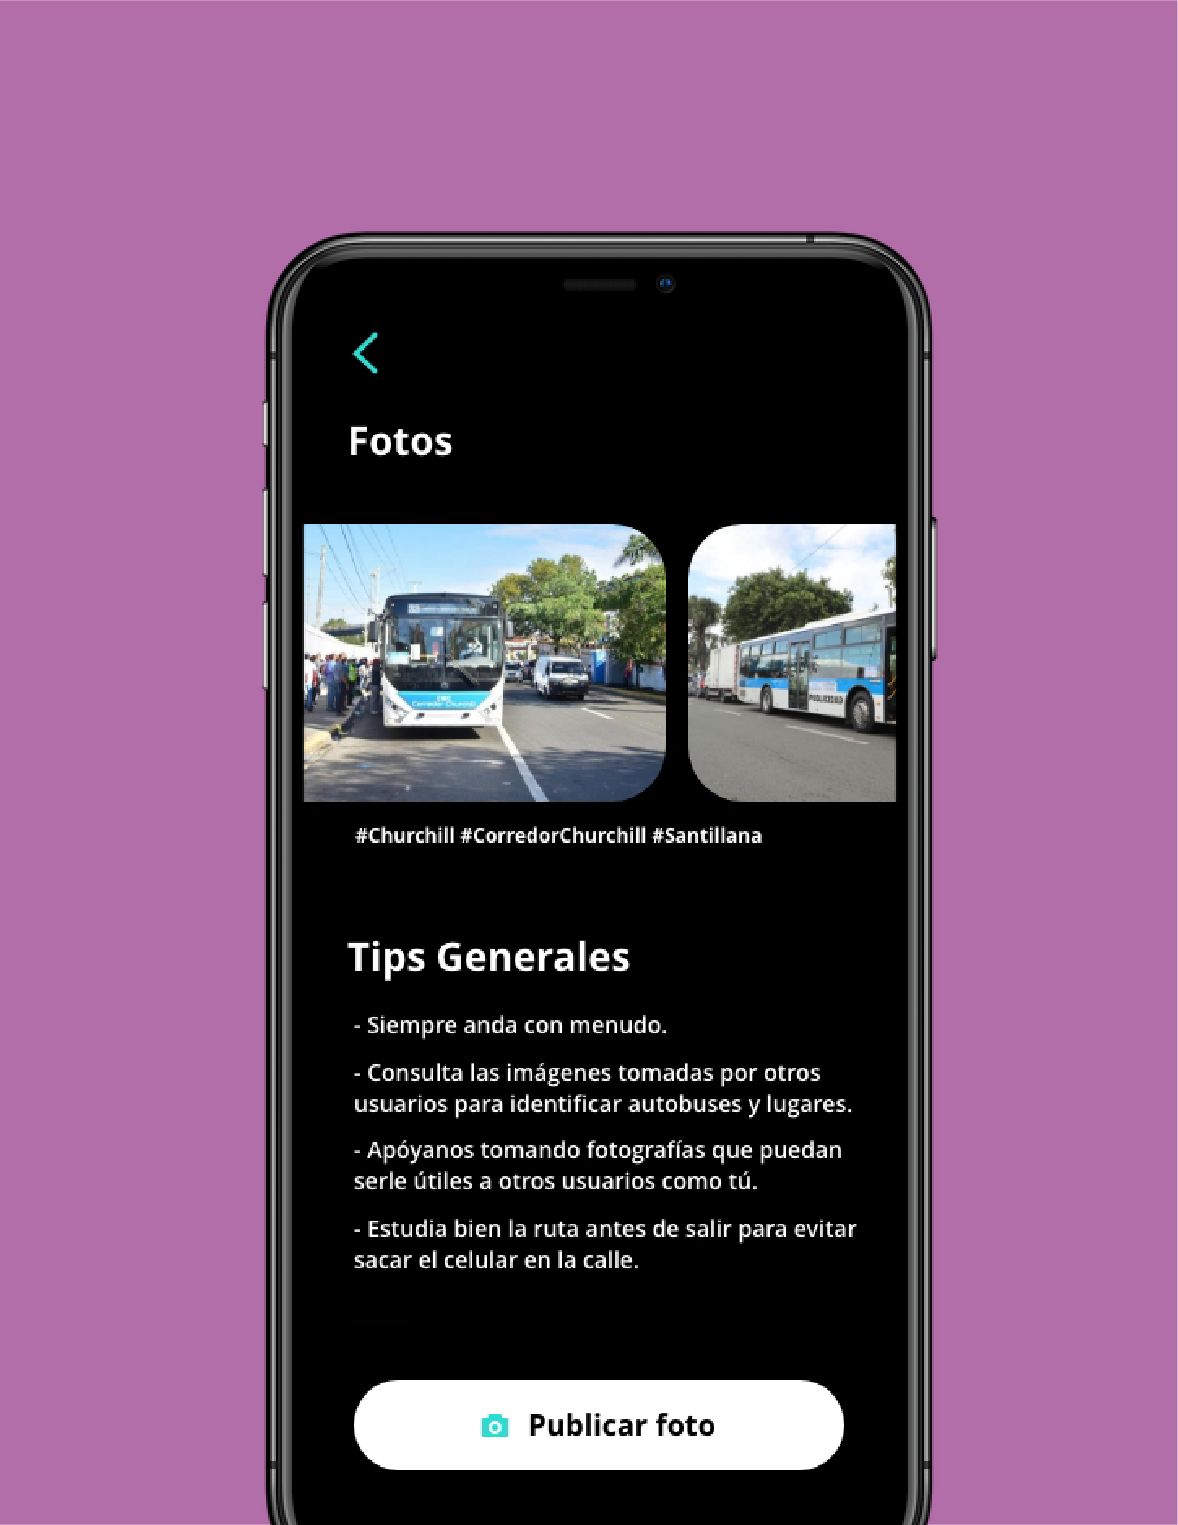 Fotos
Corredor Churchill
#Churchill #CorredorChurchill #Santillana
Tips Generales
- Siempre anda con menudo.
- Consulta las imágenes tomadas por otros
usuarios para identificar autobuses y lugares.
- Apóyanos tomando fotografías que puedan
serle útiles a otros usuarios como tú.
- Estudia bien la ruta antes de salir para evitar
sacar el celular en la calle.
Publicar foto